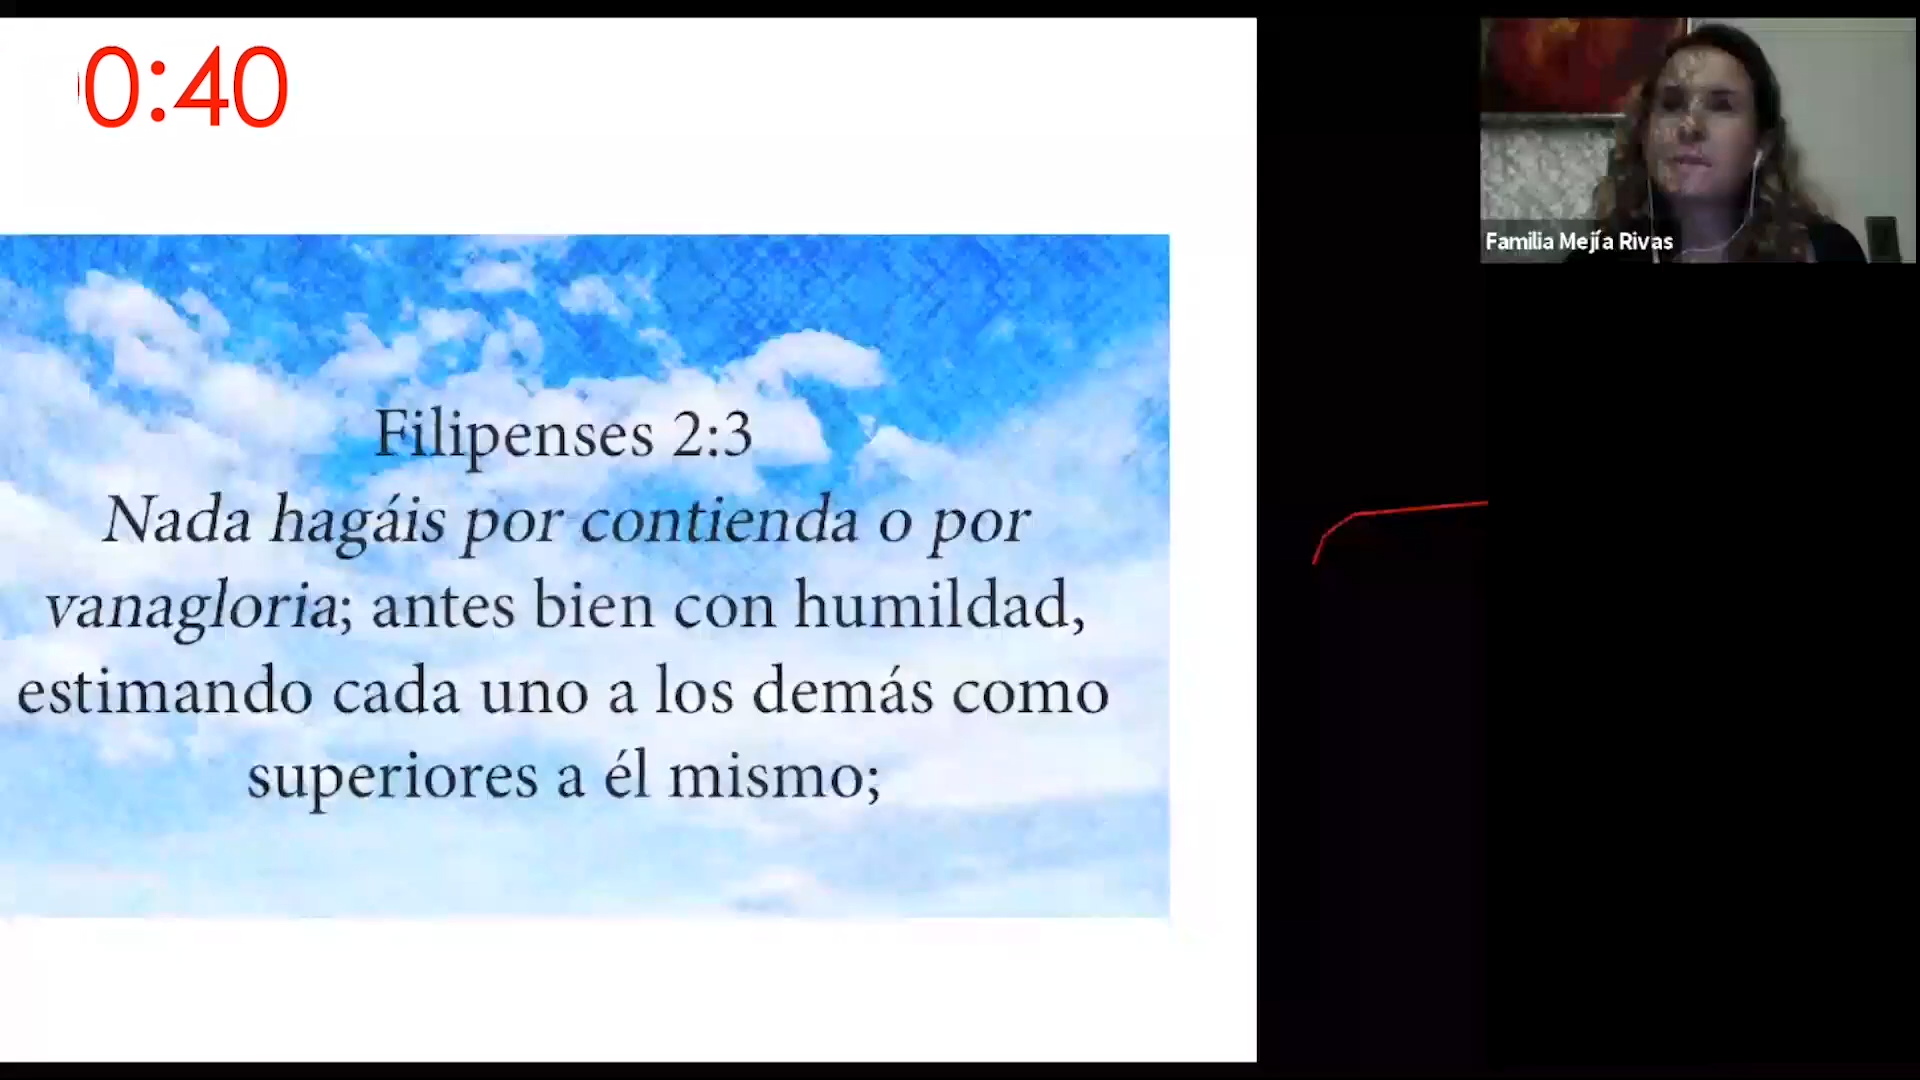 0:40
Familia Mejía Rivas
Filipenses 2:3
Nada hagáis por contienda o por
vanagloria; antes bien con humildad,
estimando cada uno a los demás como
superiores a él mismo;